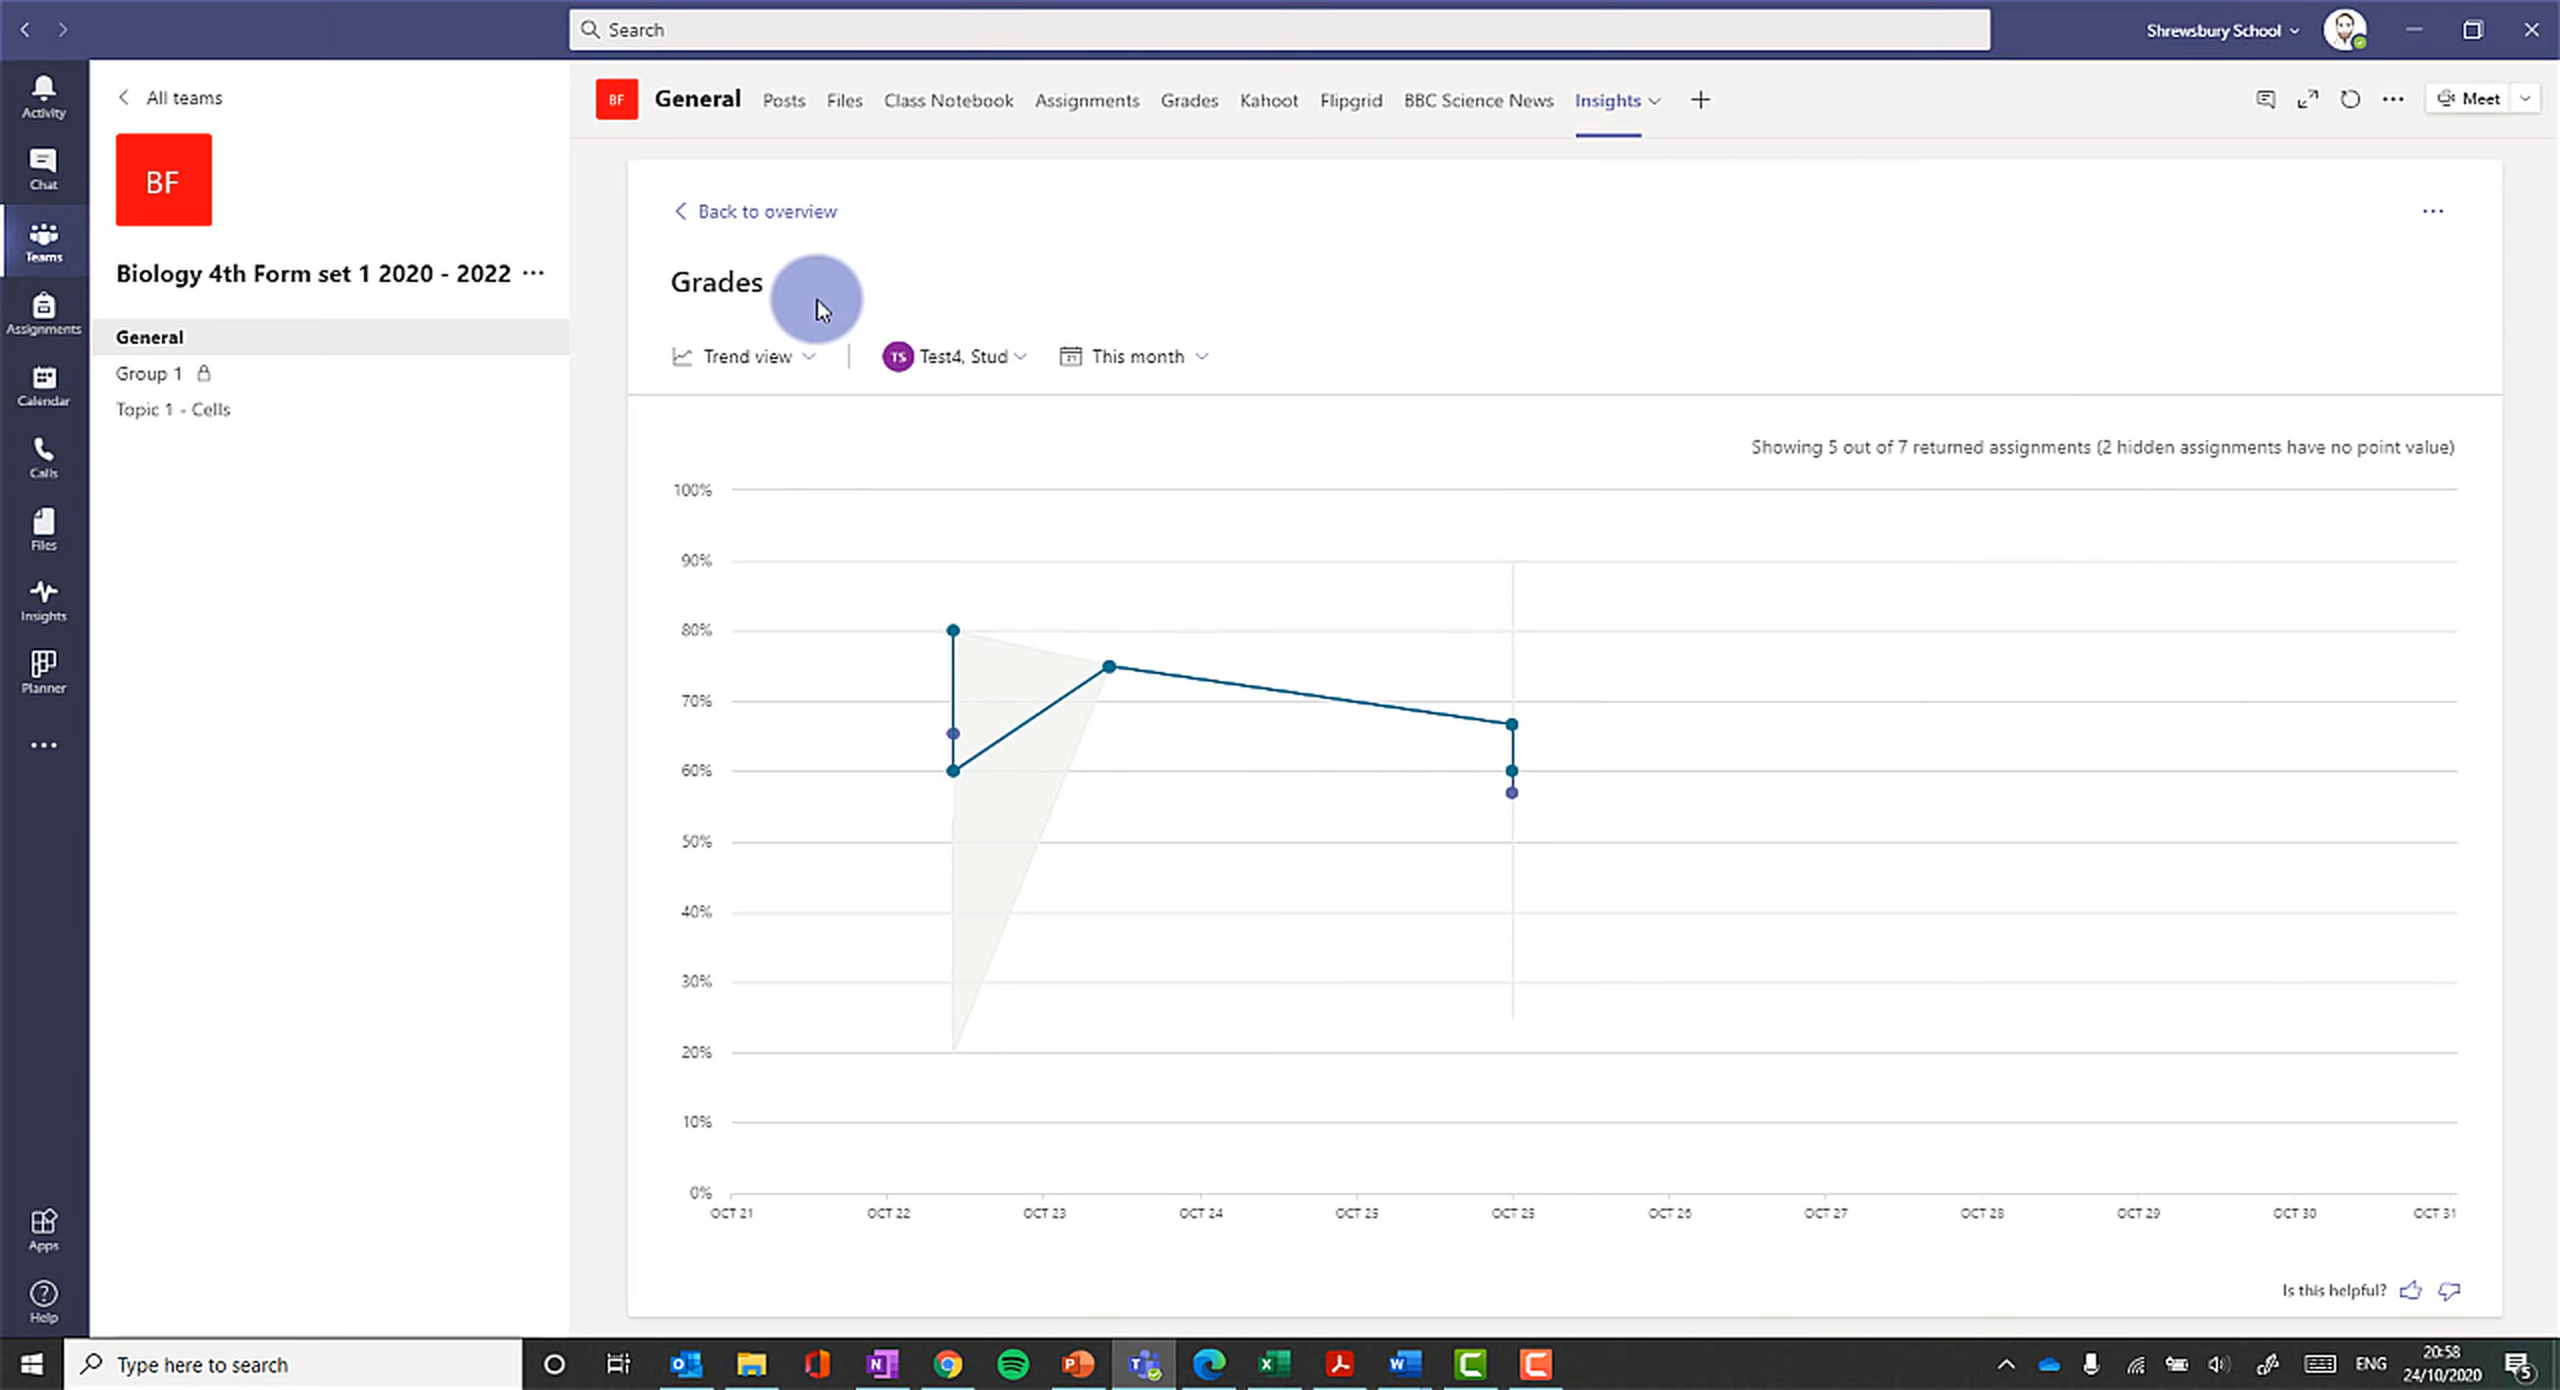 Search
Shrewsbury School
Activity
Chat
Teams
Assignments
Calendar
Calls
Files
Insights
Planner
Apps
Help
All teams
BF
Biology 4th Form set 1 2020 - 2022
General
Group 1
Topic 1 - Cells
BF General Posts Files Class Notebook Assignments Grades Kahoot Flipgrid BBC Science News Insights
Meet
Back to overview
Grades
Trend view TS Test4, Stud This month
Showing 5 out of 7 returned assignments (2 hidden assignments have no point value)
100%
90%
80%
70%
60%
50%
40%
30%
20%
10%
0%
OCT 21 OCT 22 OCT 23 OCT 24 OCT 25 OCT 25 OCT 26 OCT 27 OCT 28 OCT 29 OCT 30 OCT 31
Is this helpful?
Type here to search
ENG
20:58
24/10/2020
5